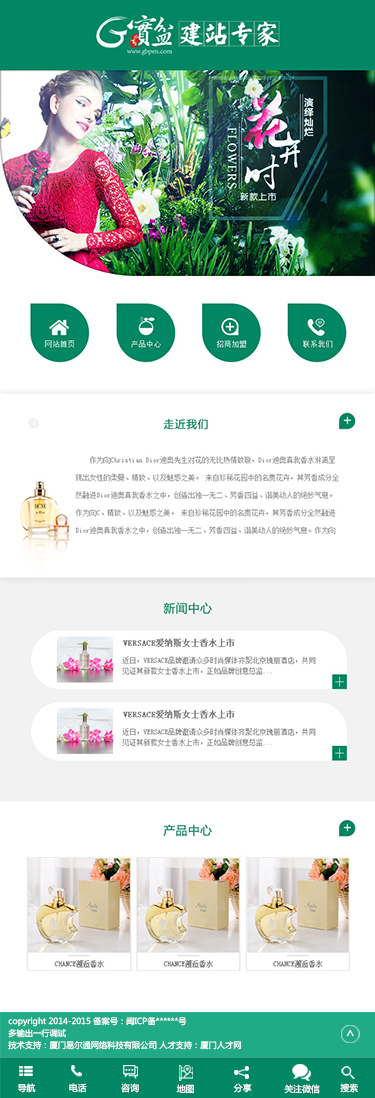 G寶盆 建站专家
www.gbpen.com
演绎灿烂
花开时
FLOWERS
新款上市
网站首页
产品中心
招商加盟
联系我们
走近我们
作为向Christian Dior迪奥先生对花的无比热情致敬，Dior迪奥真我香水淋漓呈
现出女性的柔曼、精致、以及魅惑之美。 来自珍稀花园中的名贵花卉，其芳香成分全
然融进Dior迪奥真我香水之中，创造出独一无二、芳香四溢、诣美动人的绝妙气息。
作为向C、精致、以及魅惑之美。 来自珍稀花园中的名贵花卉，其芳香成分全然融进
Dior迪奥真我香水之中，创造出独一无二、芳香四溢、诣美动人的绝妙气息。作为向
新闻中心
VERSACE爱纳斯女士香水上市
近日，VERSACE品牌邀请众多时尚媒体齐聚北京瑰丽酒店，共同
见证其新款女士香水上市，正如品牌创意总监...
VERSACE爱纳斯女士香水上市
近日，VERSACE品牌邀请众多时尚媒体齐聚北京瑰丽酒店，共同
见证其新款女士香水上市，正如品牌创意总监...
产品中心
CHANCE邂逅香水
CHANCE邂逅香水
CHANCE邂逅香水
copyright 2014-2015 备案号：闽ICP备******号
多输出一行调试
技术支持：厦门易尔通网络科技有限公司 人才支持：厦门人才网
导航
电话
咨询
地图
分享
关注微信
搜索